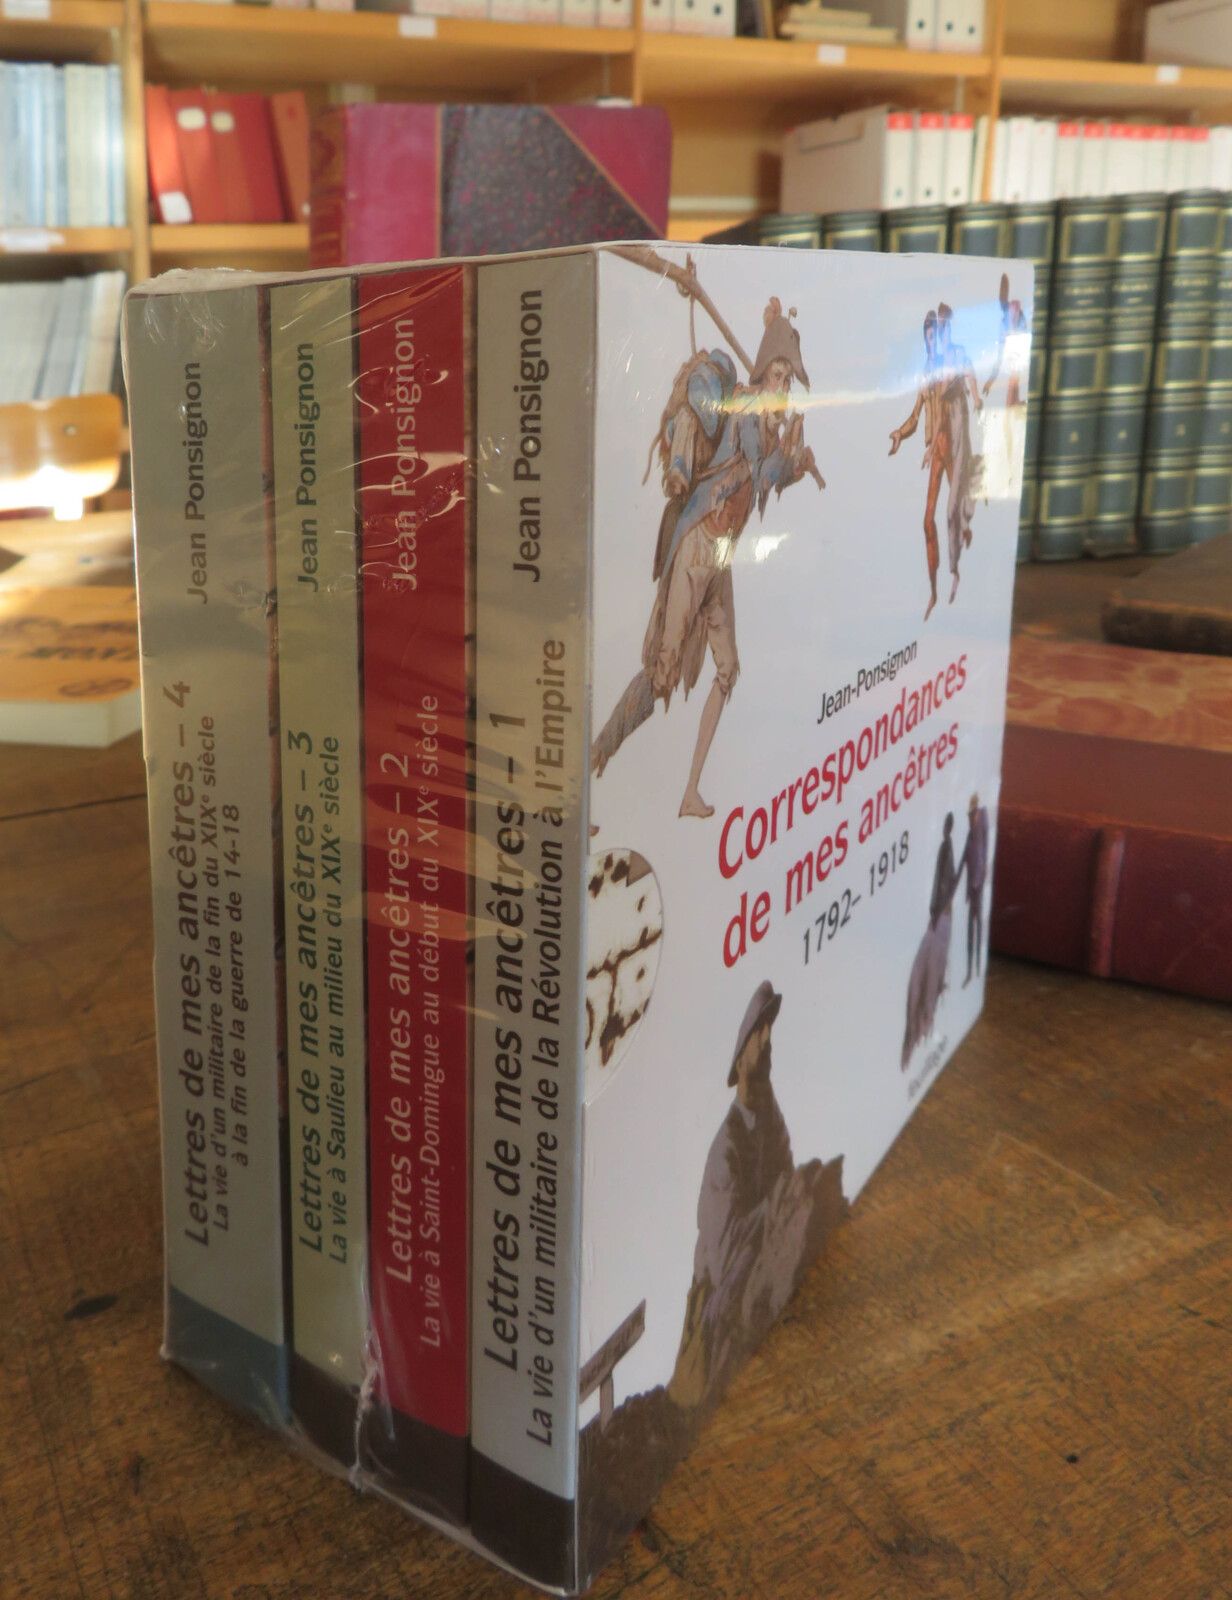 Jean Ponsignon
Lettres de mes ancêtres – 4
La vie d'un militaire de la fin du XIXe siècle
à la fin de la guerre de 14-18
Jean Ponsignon
Lettres de mes ancêtres – 3
La vie à Saulieu au milieu du XIXe siècle
Jean Ponsignon
Lettres de mes ancêtres – 2
La vie à Saint-Domingue au début du XIXe siècle
Jean Ponsignon
Lettres de mes ancêtres – 1
La vie d'un militaire de la Révolution à l'Empire
Jean-Ponsignon
Correspondances
de mes ancêtres
1792–1918